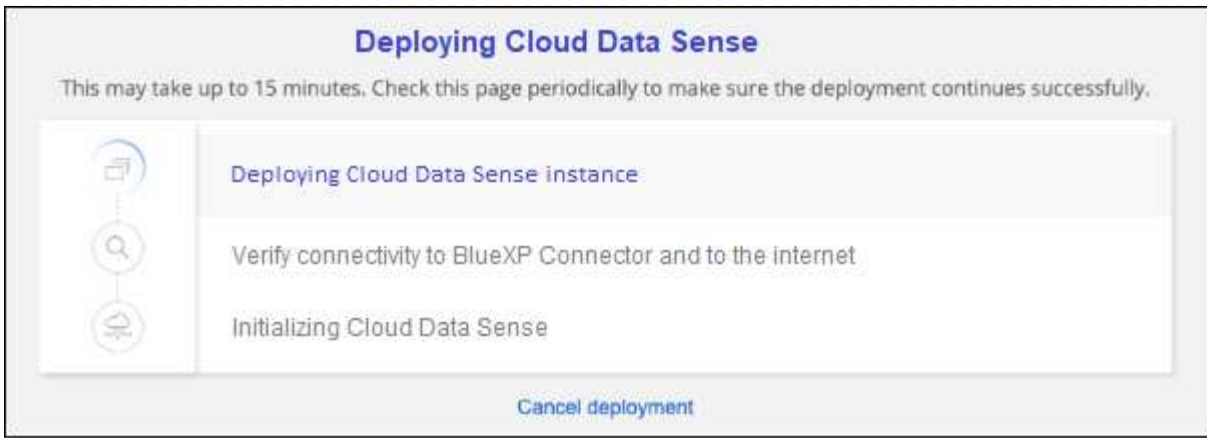 Deploying Cloud Data Sense
This may take up to 15 minutes. Check this page periodically to make sure the deployment continues successfully.
Deploying Cloud Data Sense instance
Verify connectivity to BlueXP Connector and to the internet
Initializing Cloud Data Sense
Cancel deployment